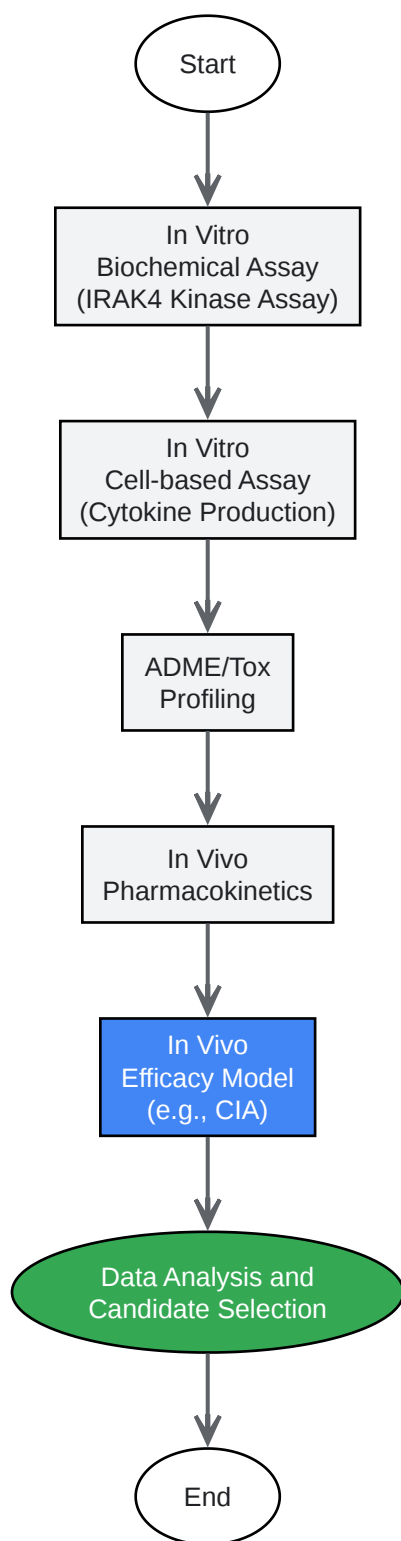 Start
In Vitro
Biochemical Assay
(IRAK4 Kinase Assay)
In Vitro
Cell-based Assay
(Cytokine Production)
ADME/Tox
Profiling
In Vivo
Pharmacokinetics
In Vivo
Efficacy Model
(e.g., CIA)
Data Analysis and
Candidate Selection
End